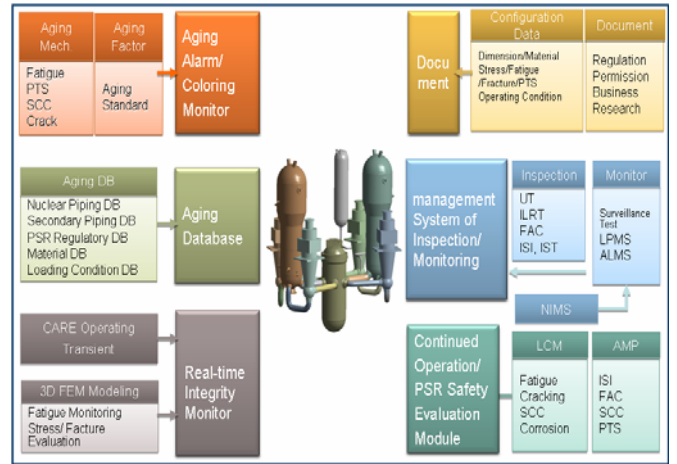 Aging
Mech.
Fatigue
PTS
SCC
Crack
Aging
Factor
Aging
Standard
Aging
Alarm/
Coloring
Monitor
Docu
ment
Configuration
Data
Dimension/Material
Stress/Fatigue
/Fracture/PTS
Operating Condition
Document
Regulation
Permission
Business
Research
Aging DB
Nuclear Piping DB
Secondary Piping DB
PSR Regulatory DB
Material DB
Loading Condition DB
Aging
Database
management
System of
Inspection/
Monitoring
Inspection
UT
ILRT
FAC
ISI, IST
Monitor
Surveillance
Test
LPMS
ALMS
NIMS
CARE Operating
Transient
3D FEM Modeling
Fatigue Monitoring
Stress/ Facture
Evaluation
Real-time
Integrity
Monitor
Continued
Operation/
PSR Safety
Evaluation
Module
LCM
Fatigue
Cracking
SCC
Corrosion
AMP
ISI
FAC
SCC
PTS